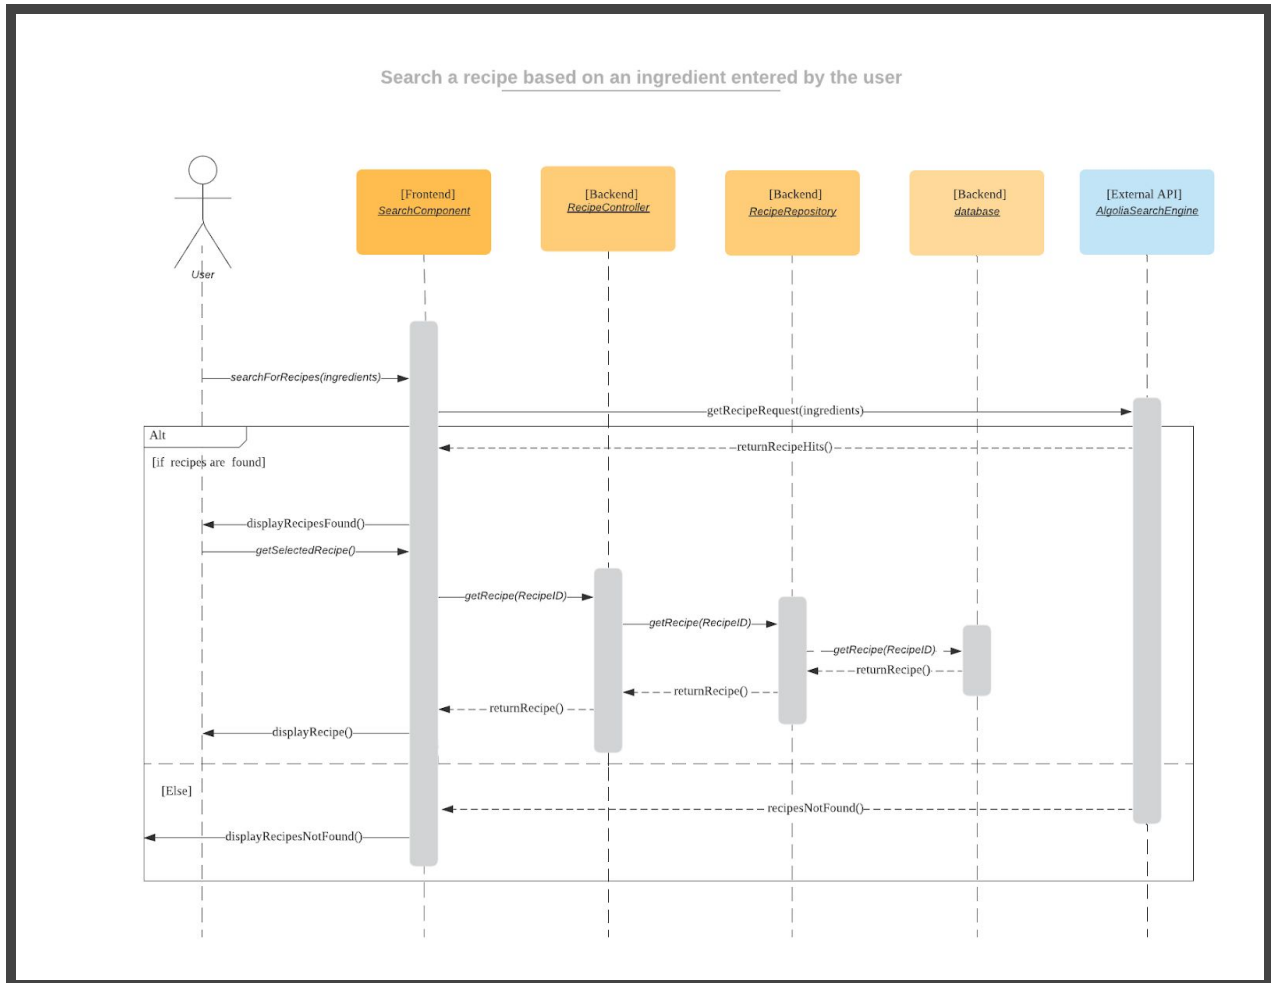 Search a recipe based on an ingredient entered by the user
[Frontend]
SearchComponent
[Backend]
RecipeController
[Backend]
RecipeRepository
[Backend]
database
[External API]
AlgoliaSearchEngine
User
searchForRecipes(ingredients)
getRecipeRequest(ingredients)
Alt
returnRecipeHits()
[if recipes are found]
displayRecipesFound()
getSelectedRecipe()
getRecipe(RecipeID)
getRecipe(RecipeID)
getRecipe(RecipeID)
returnRecipe()
returnRecipe()
returnRecipe()
displayRecipe()
[Else]
recipesNotFound()
displayRecipesNotFound()